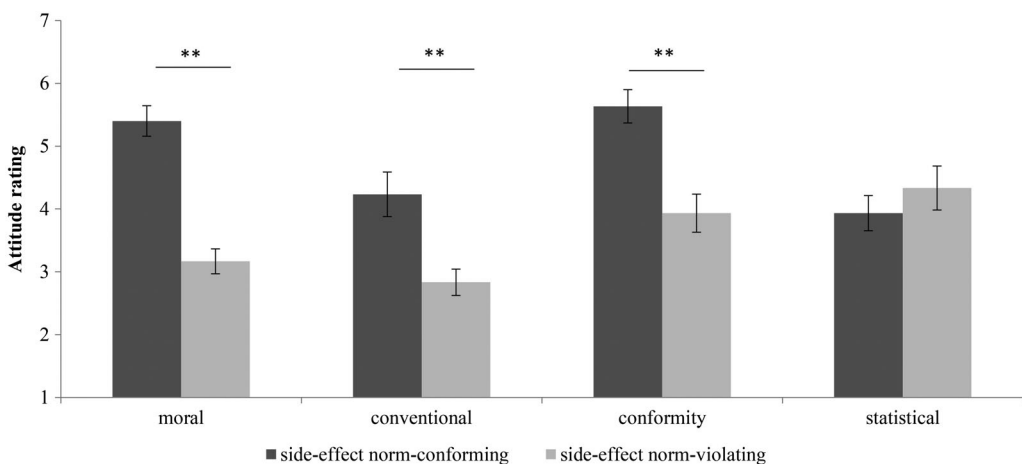 7
6
5
4
3
2
1
Attitude rating
** ** **
moral conventional conformity statistical
side-effect norm-conforming side-effect norm-violating